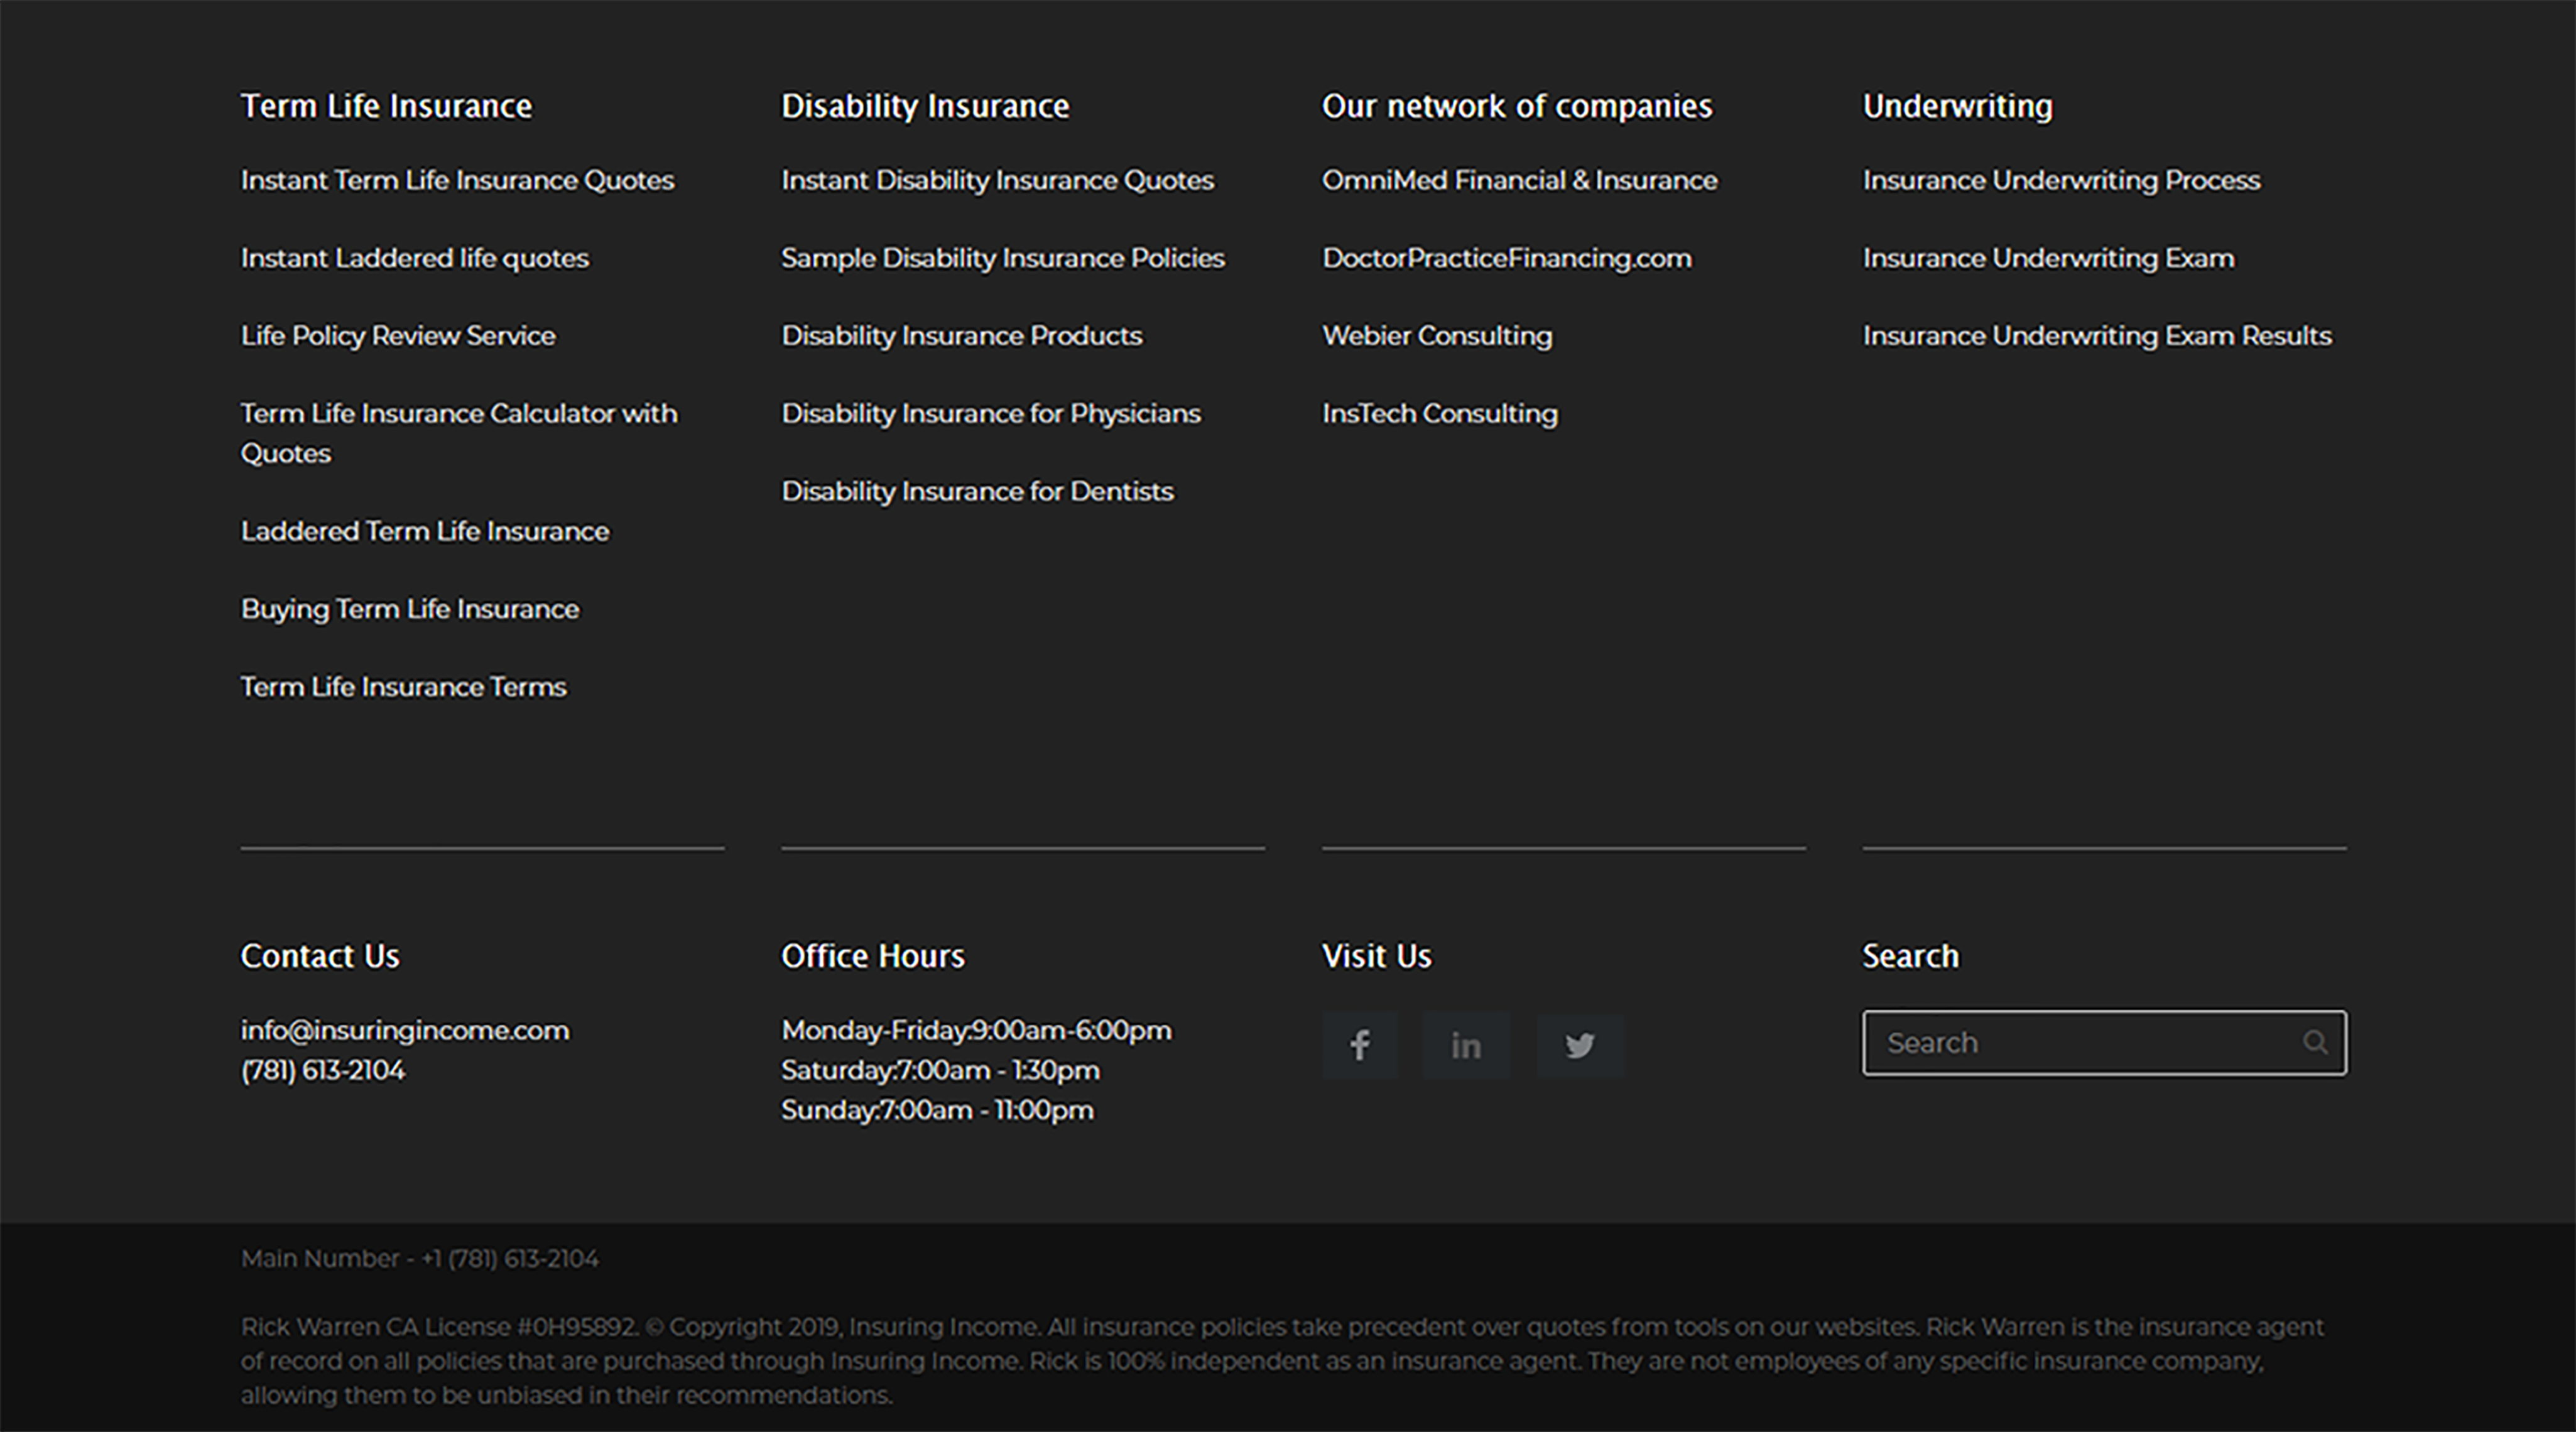 Term Life Insurance
Instant Term Life Insurance Quotes
Instant Laddered life quotes
Life Policy Review Service
Term Life Insurance Calculator with
Quotes
Laddered Term Life Insurance
Buying Term Life Insurance
Term Life Insurance Terms
Disability Insurance
Instant Disability Insurance Quotes
Sample Disability Insurance Policies
Disability Insurance Products
Disability Insurance for Physicians
Disability Insurance for Dentists
Our network of companies
OmniMed Financial & Insurance
DoctorPracticeFinancing.com
Webier Consulting
InsTech Consulting
Underwriting
Insurance Underwriting Process
Insurance Underwriting Exam
Insurance Underwriting Exam Results
Contact Us
info@insuringincome.com
(781) 613-2104
Office Hours
Monday-Friday:9:00am-6:00pm
Saturday:7:00am - 1:30pm
Sunday:7:00am - 11:00pm
Visit Us
f
in
Search
Search
Main Number - +1 (781) 613-2104
Rick Warren CA License #0H95892. © Copyright 2019, Insuring Income. All insurance policies take precedent over quotes from tools on our websites. Rick Warren is the insurance agent
of record on all policies that are purchased through Insuring Income. Rick is 100% independent as an insurance agent. They are not employees of any specific insurance company,
allowing them to be unbiased in their recommendations.